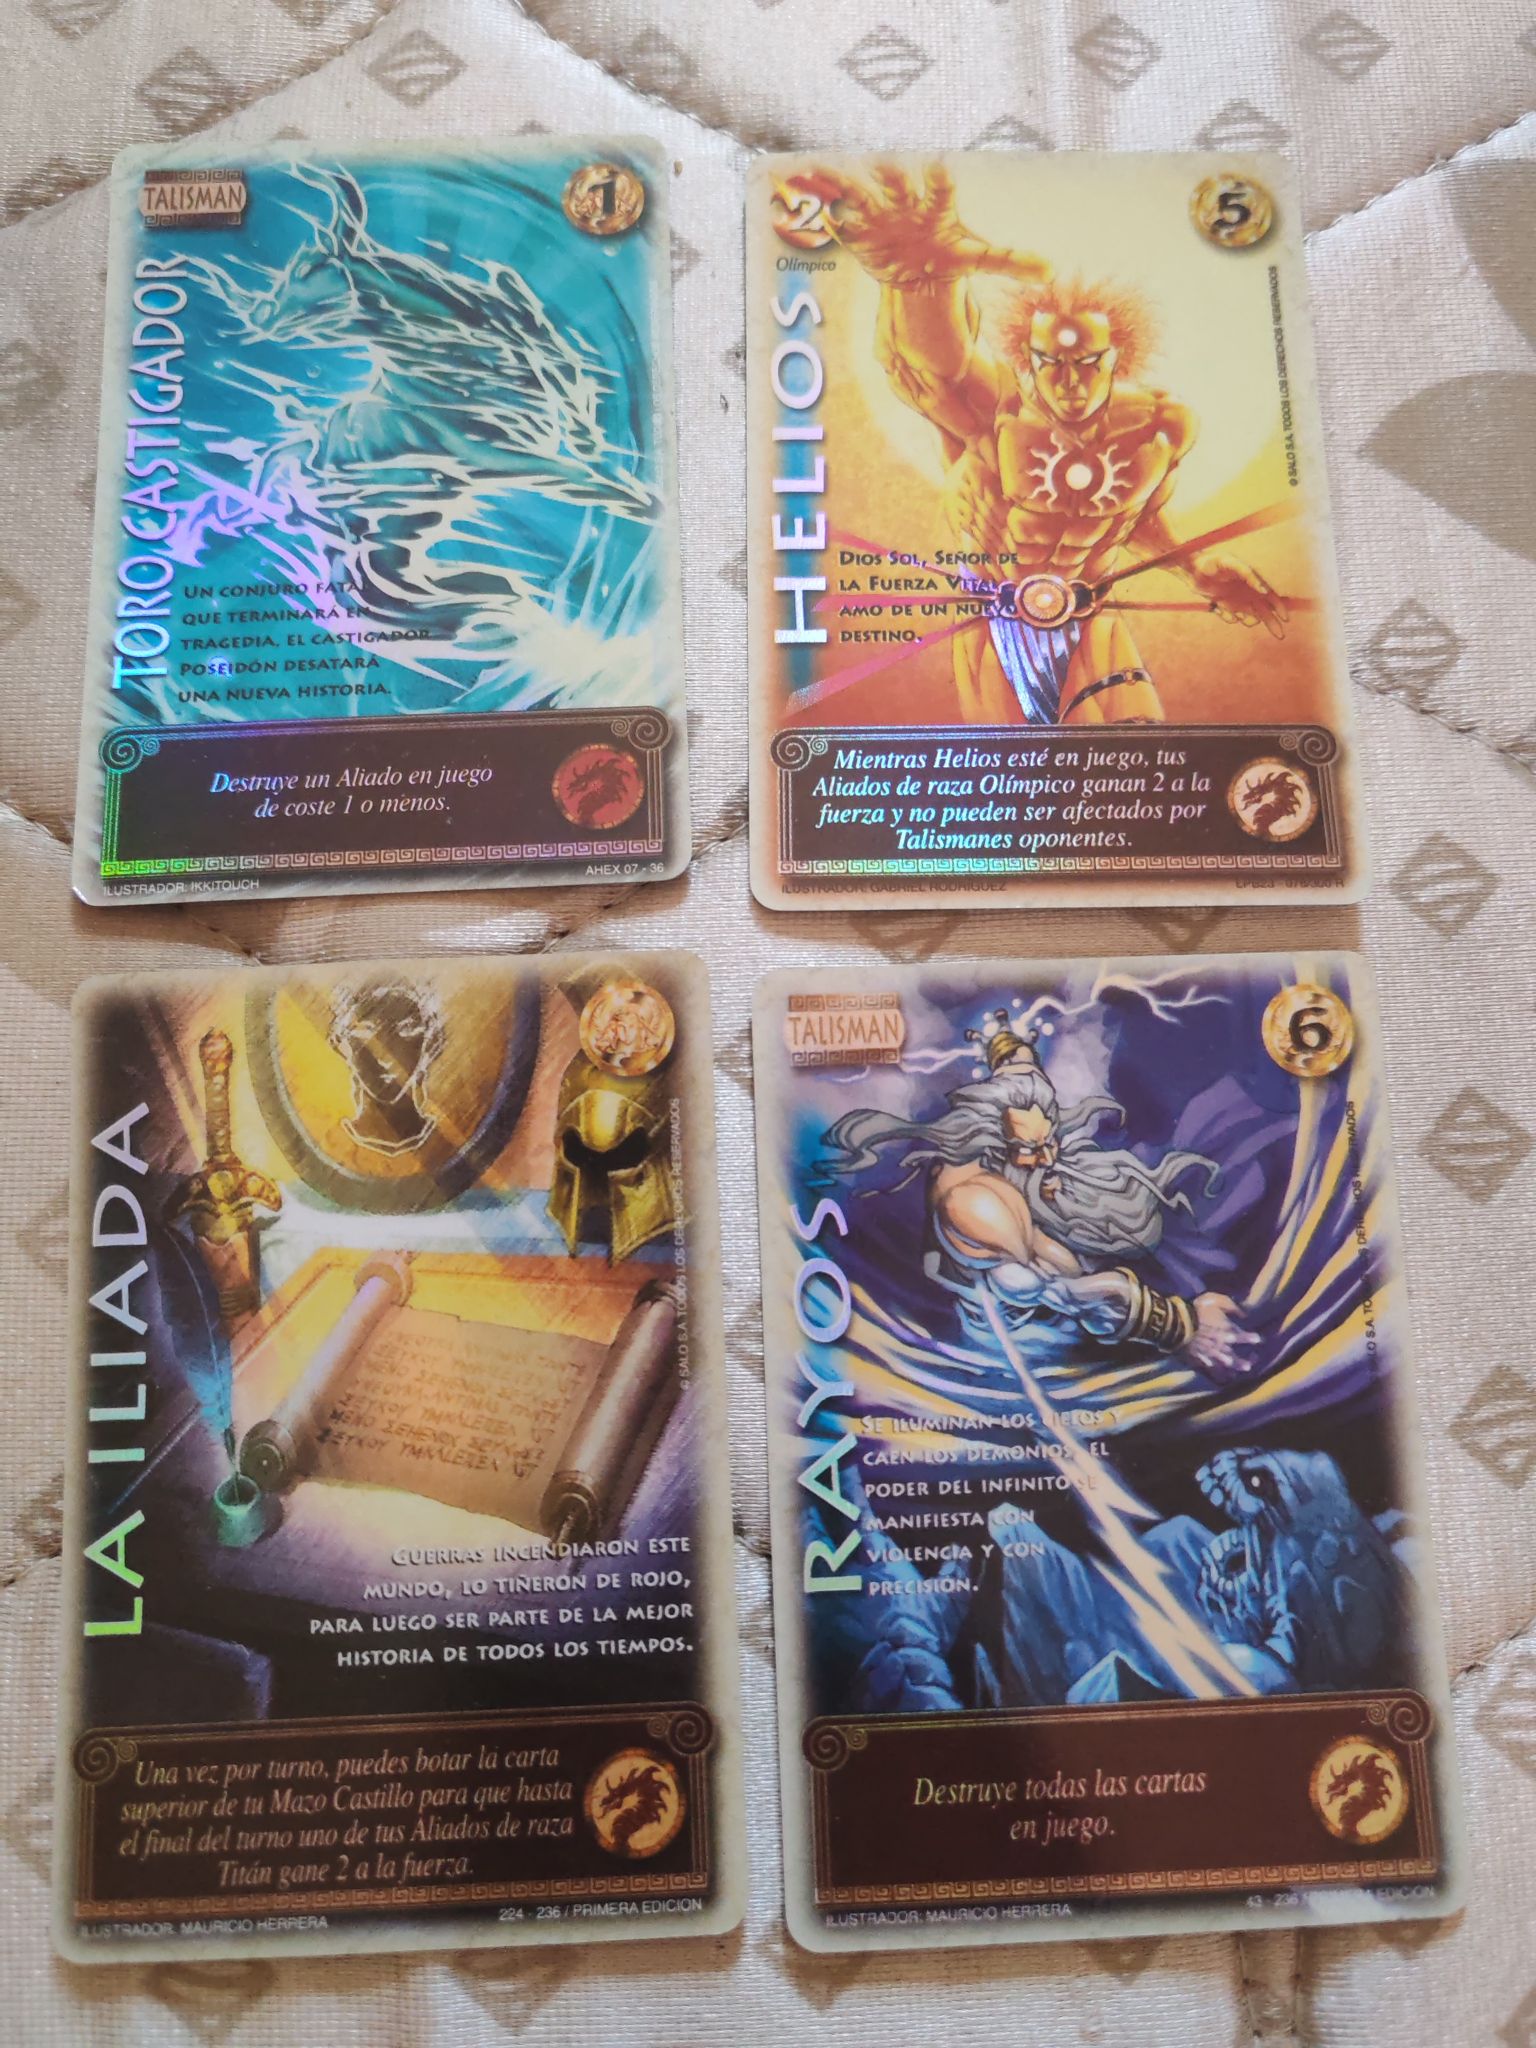 TALISMAN
1
TORO CASTIGADOR
UN CONJURO FATAL
QUE TERMINARÁ EN
TRAGEDIA, EL CASTIGADOR
POSEIDÓN DESATARÁ
UNA NUEVA HISTORIA.
Destruye un Aliado en juego
de coste 1 o menos.
ILUSTRADOR: IKKITOUCH
AHEX 07 - 36
2
Olímpico
5
HELIOS
© SALO S.A. TODOS LOS DERECHOS RESERVADOS
DIOS SOL, SEÑOR DE
LA FUERZA VITAL,
AMO DE UN NUEVO
DESTINO.
Mientras Helios esté en juego, tus
Aliados de raza Olímpico ganan 2 a la
fuerza y no pueden ser afectados por
Talismanes oponentes.
ILUSTRADOR: GABRIEL RODRIGUEZ
LA ILIADA
© SALO S.A. TODOS LOS DERECHOS RESERVADOS
GUERRAS INCENDIARON ESTE
MUNDO, LO TIÑERON DE ROJO,
PARA LUEGO SER PARTE DE LA MEJOR
HISTORIA DE TODOS LOS TIEMPOS.
Una vez por turno, puedes botar la carta
superior de tu Mazo Castillo para que hasta
el final del turno uno de tus Aliados de raza
Titán gane 2 a la fuerza.
ILUSTRADOR: MAURICIO HERRERA
224 - 236 / PRIMERA EDICION
TALISMAN
6
RAYOS
SE ILUMINAN LOS CIELOS Y
CAEN LOS DEMONIOS, EL
PODER DEL INFINITO SE
MANIFIESTA CON
VIOLENCIA Y CON
PRECISIÓN.
Destruye todas las cartas
en juego.
ILUSTRADOR: MAURICIO HERRERA
43 - 236 PRIMERA EDICION